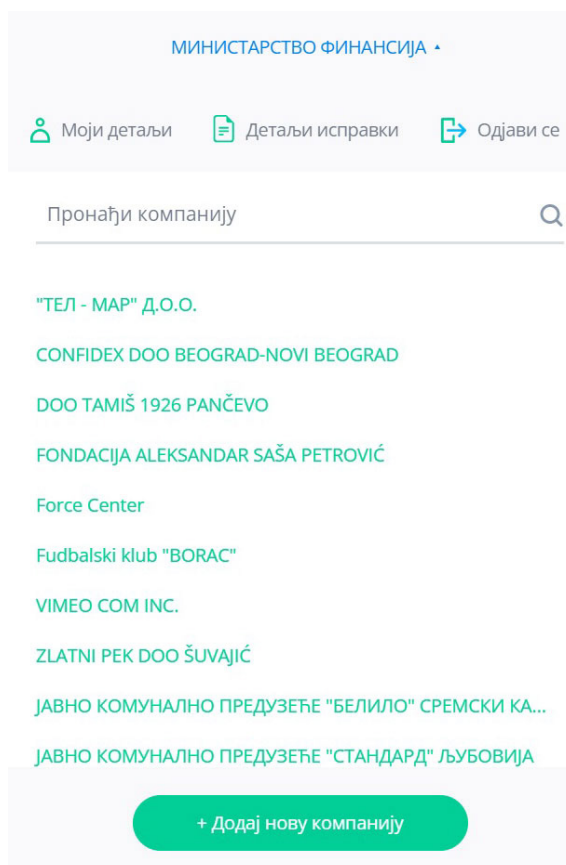 МИНИСТАРСТВО ФИНАНСИЈА
Моји детаљи Детаљи исправки Одјави се
Пронађи компанију
"ТЕЛ - МАР" Д.О.О.
CONFIDEX DOO BEOGRAD-NOVI BEOGRAD
DOO TAMIŠ 1926 PANČEVO
FONDACIJA ALEKSANDAR SAŠA PETROVIĆ
Force Center
Fudbalski klub "BORAC"
VIMEO COM INC.
ZLATNI PEK DOO ŠUVAJIĆ
ЈАВНО КОМУНАЛНО ПРЕДУЗЕЋЕ "БЕЛИЛО" СРЕМСКИ КА...
ЈАВНО КОМУНАЛНО ПРЕДУЗЕЋЕ "СТАНДАРД" ЉУБОВИЈА
+ Додај нову компанију